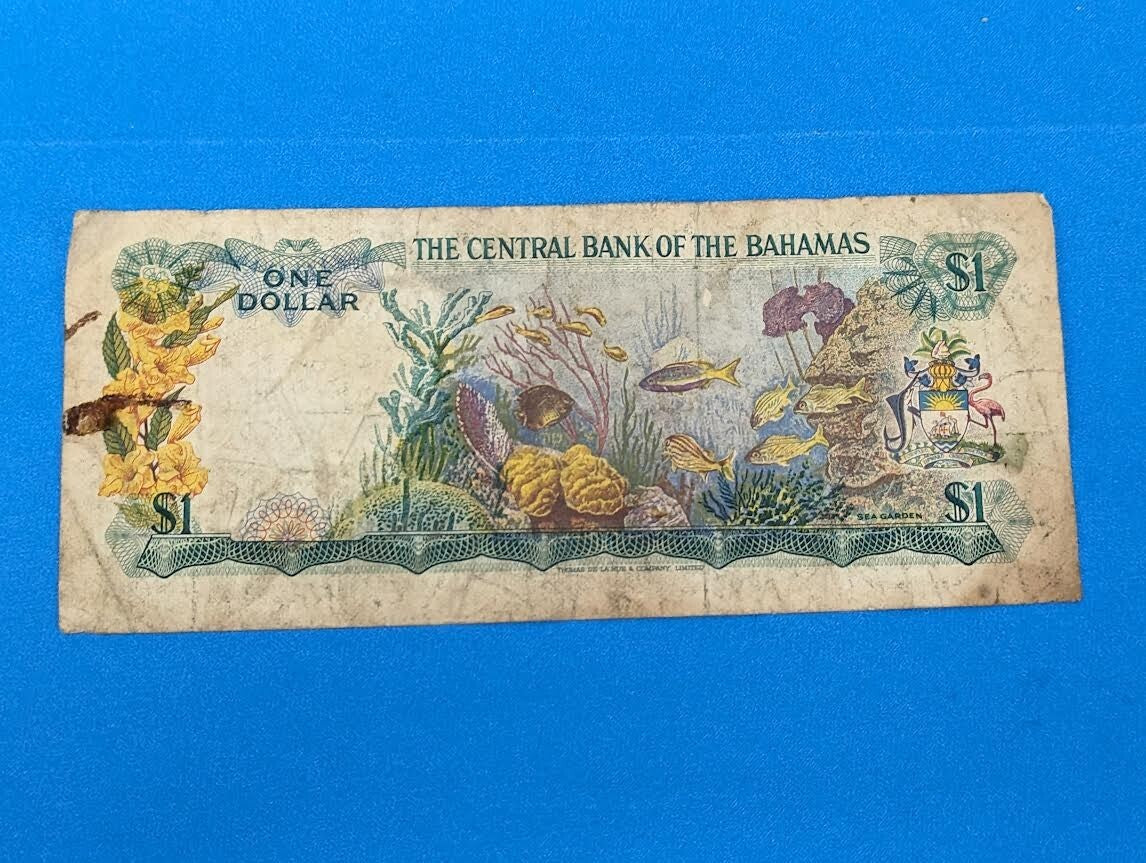 THE CENTRAL BANK OF THE BAHAMAS
ONE
DOLLAR
$1
$1
SEA GARDEN
$1
THOMAS DE LA RUE & COMPANY, LIMITED